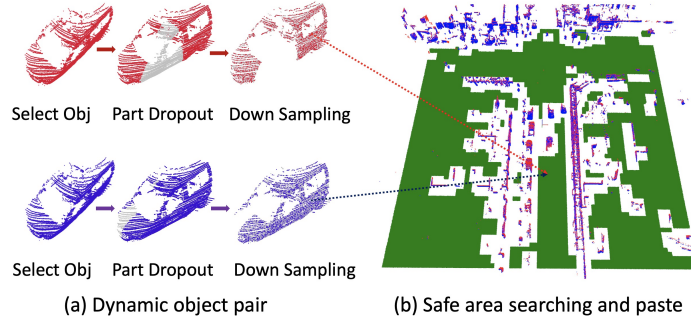 Select Obj Part Dropout Down Sampling
Select Obj Part Dropout Down Sampling
(a) Dynamic object pair
(b) Safe area searching and paste